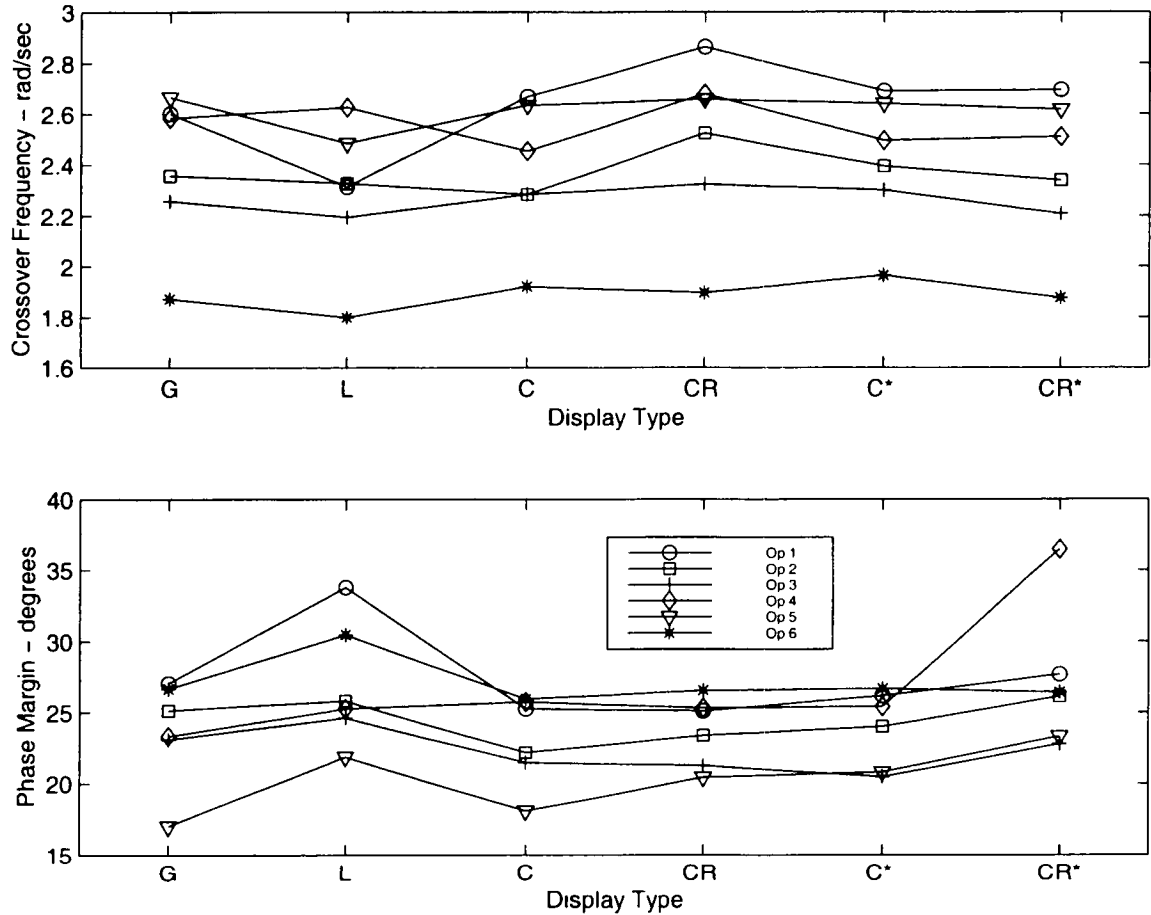 3
2.8
2.6
2.4
2.2
2
1.8
1.6
Crossover Frequency – rad/sec
G L C CR C* CR*
Display Type
40
35
30
25
20
15
Phase Margin – degrees
Op 1
Op 2
Op 3
Op 4
Op 5
Op 6
G L C CR C* CR*
Display Type